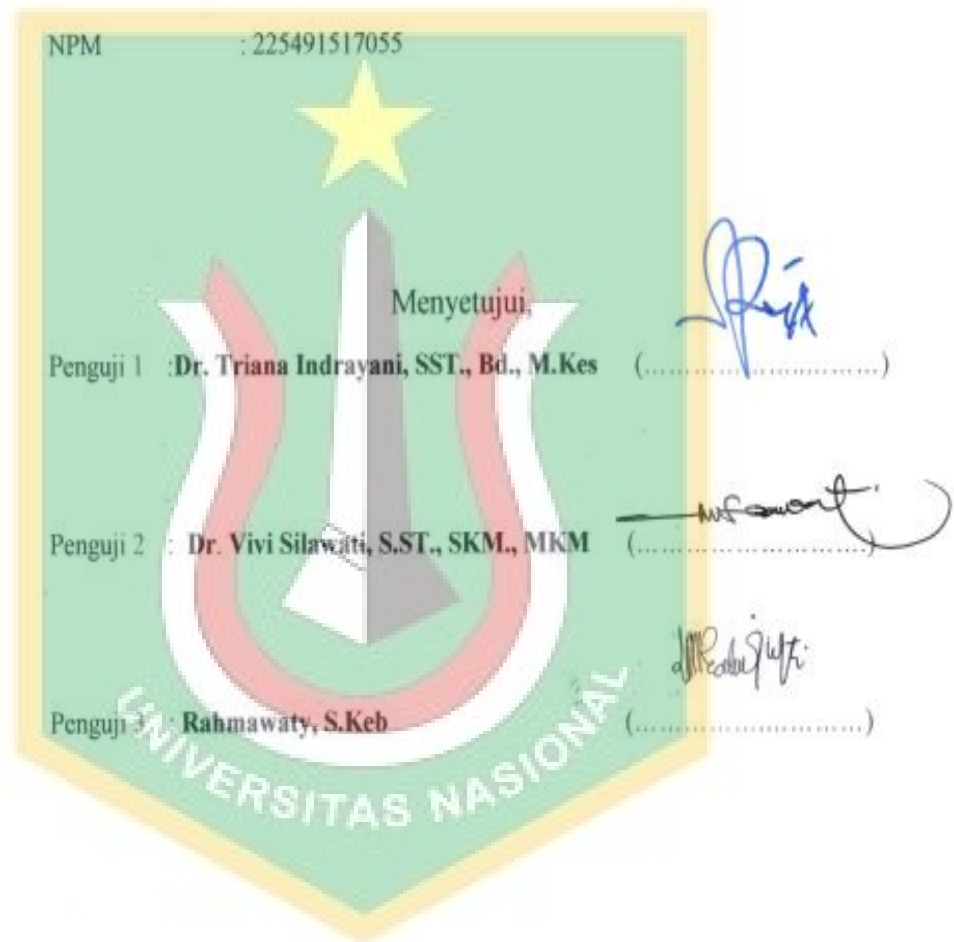 NPM : 225491517055
Menyetujui,
Penguji 1 :Dr. Triana Indrayani, SST., Bd., M.Kes (..............................)
Penguji 2 : Dr. Vivi Silawati, S.ST., SKM., MKM (..............................)
Penguji 3 : Rahmawaty, S.Keb (..............................)
UNIVERSITAS NASIONAL